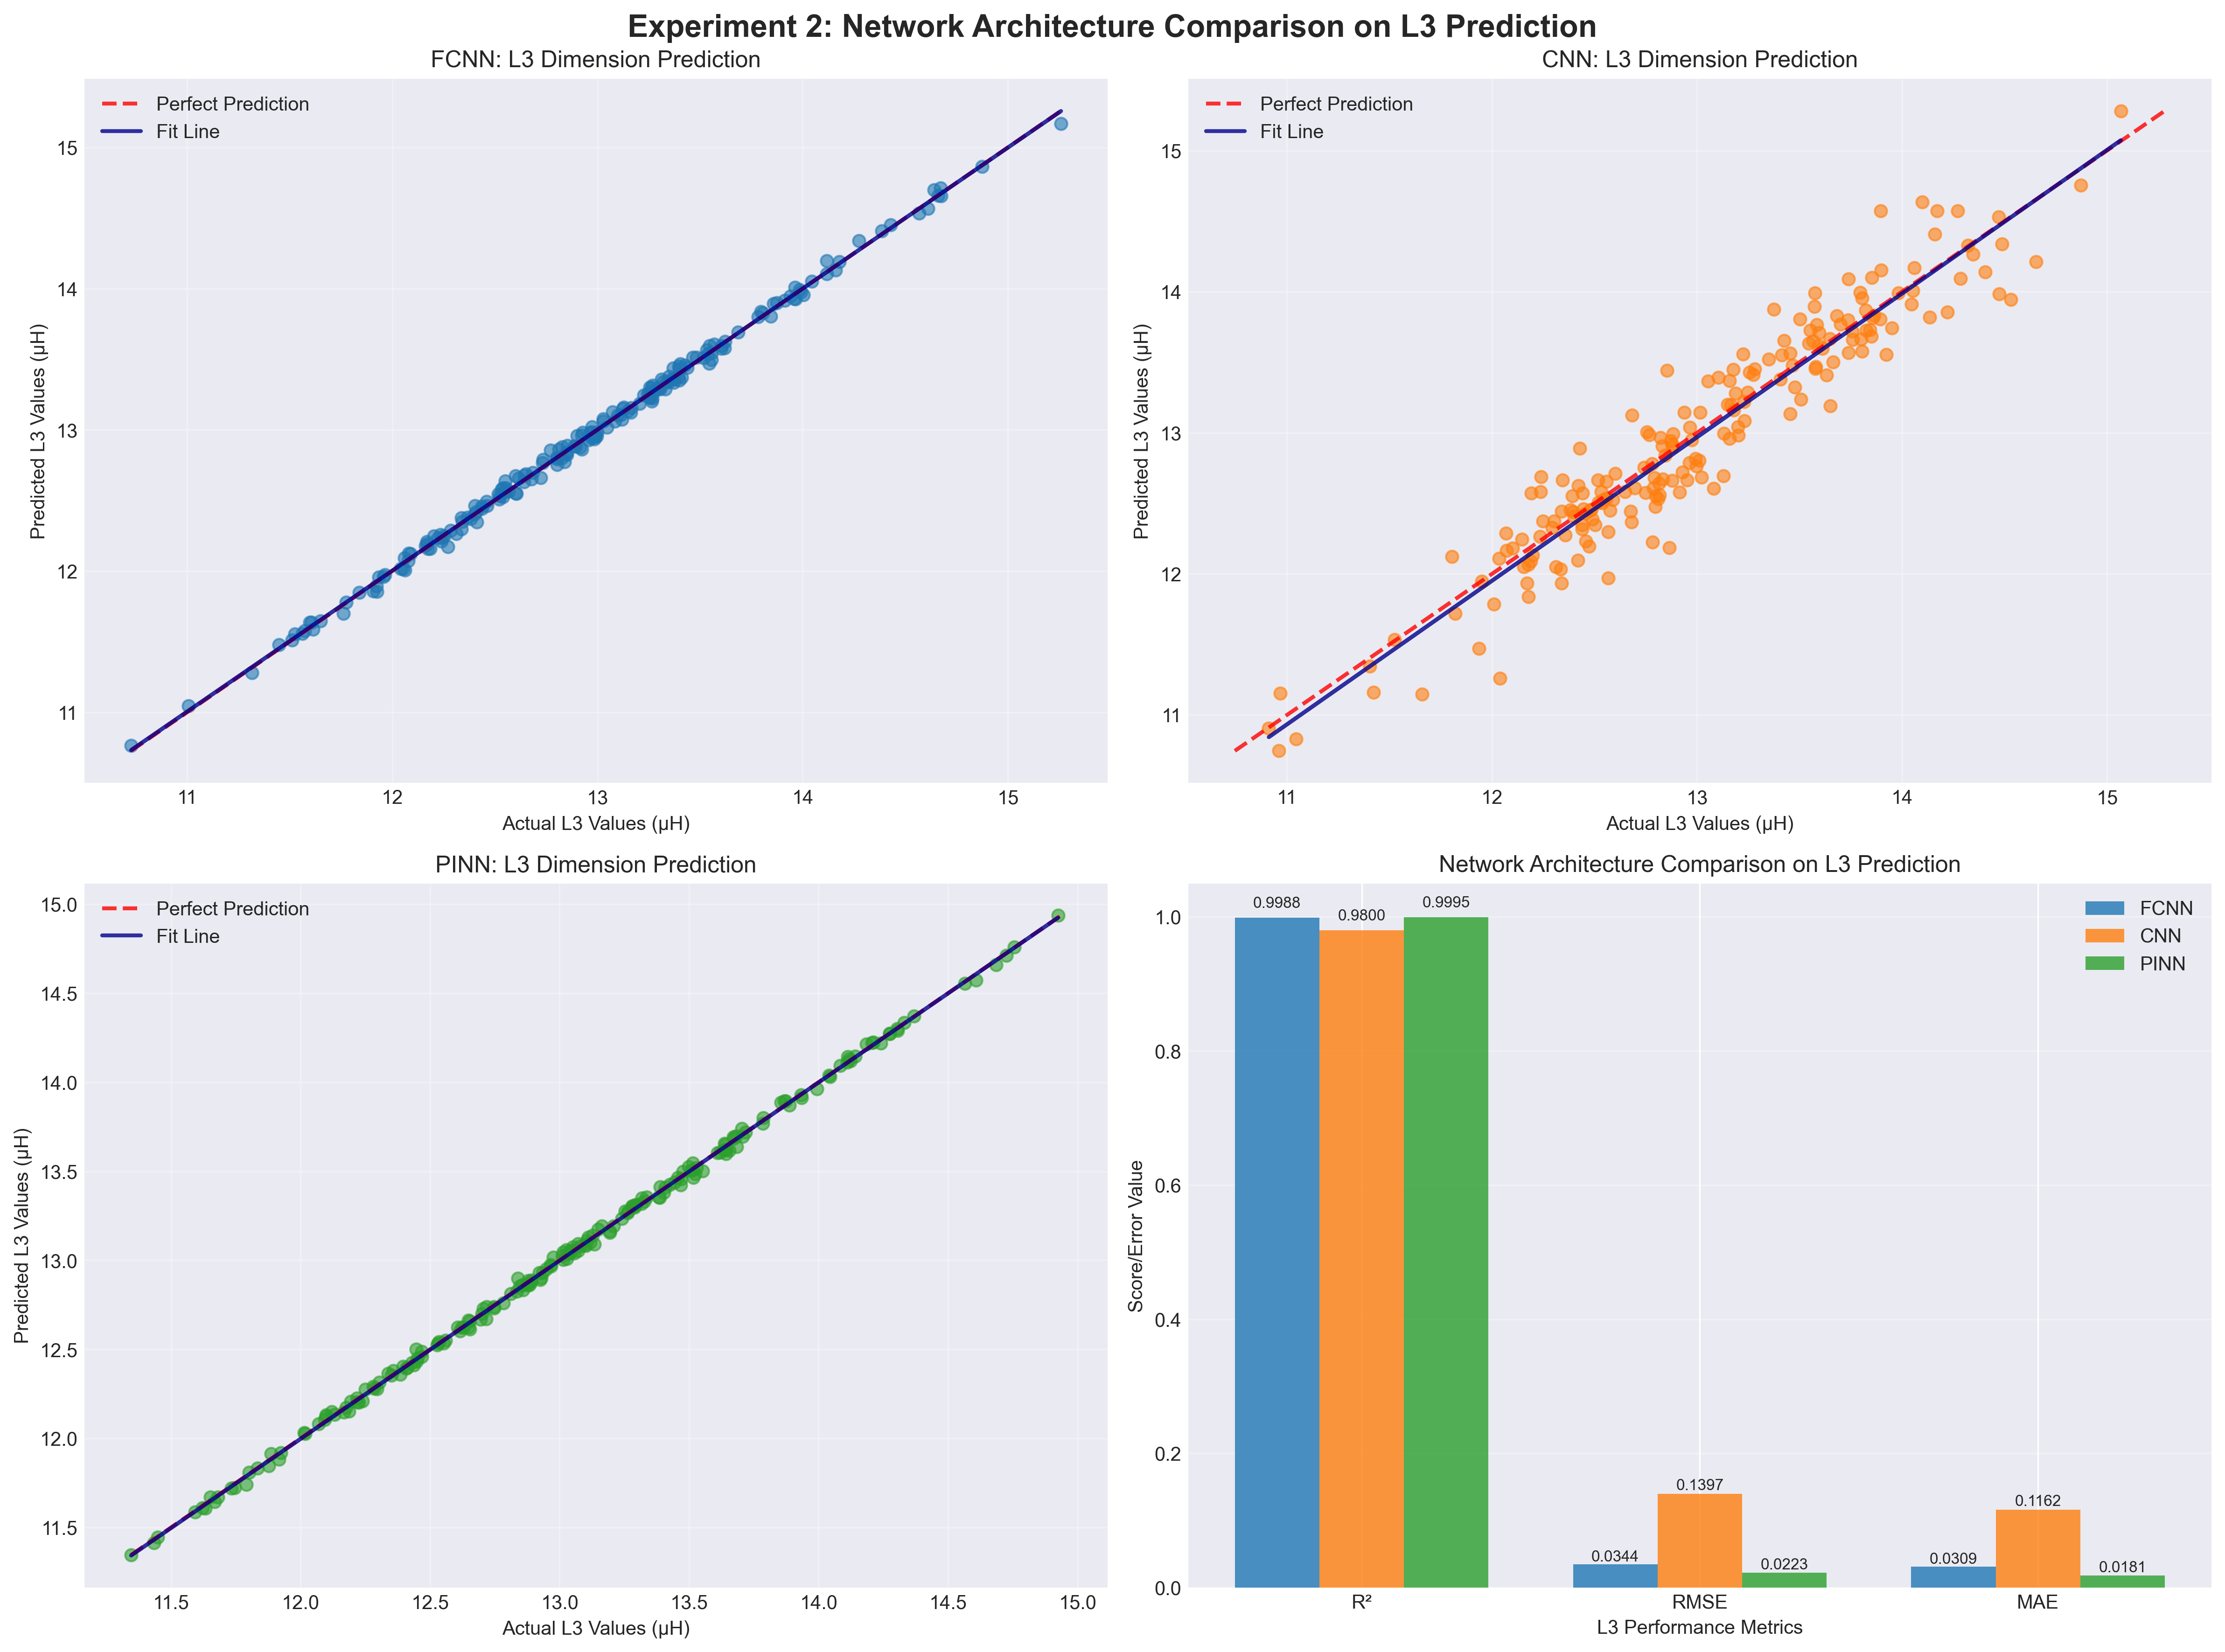 Experiment 2: Network Architecture Comparison on L3 Prediction
FCNN: L3 Dimension Prediction
Perfect Prediction
Fit Line
Predicted L3 Values (µH)
15
14
13
12
11
11 12 13 14 15
Actual L3 Values (µH)
CNN: L3 Dimension Prediction
Perfect Prediction
Fit Line
Predicted L3 Values (µH)
15
14
13
12
11
11 12 13 14 15
Actual L3 Values (µH)
PINN: L3 Dimension Prediction
Perfect Prediction
Fit Line
Predicted L3 Values (µH)
15.0
14.5
14.0
13.5
13.0
12.5
12.0
11.5
11.5 12.0 12.5 13.0 13.5 14.0 14.5 15.0
Actual L3 Values (µH)
Network Architecture Comparison on L3 Prediction
FCNN
CNN
PINN
Score/Error Value
1.0
0.8
0.6
0.4
0.2
0.0
0.9988 0.9800 0.9995
0.0344 0.1397 0.0223
0.0309 0.1162 0.0181
R² RMSE MAE
L3 Performance Metrics